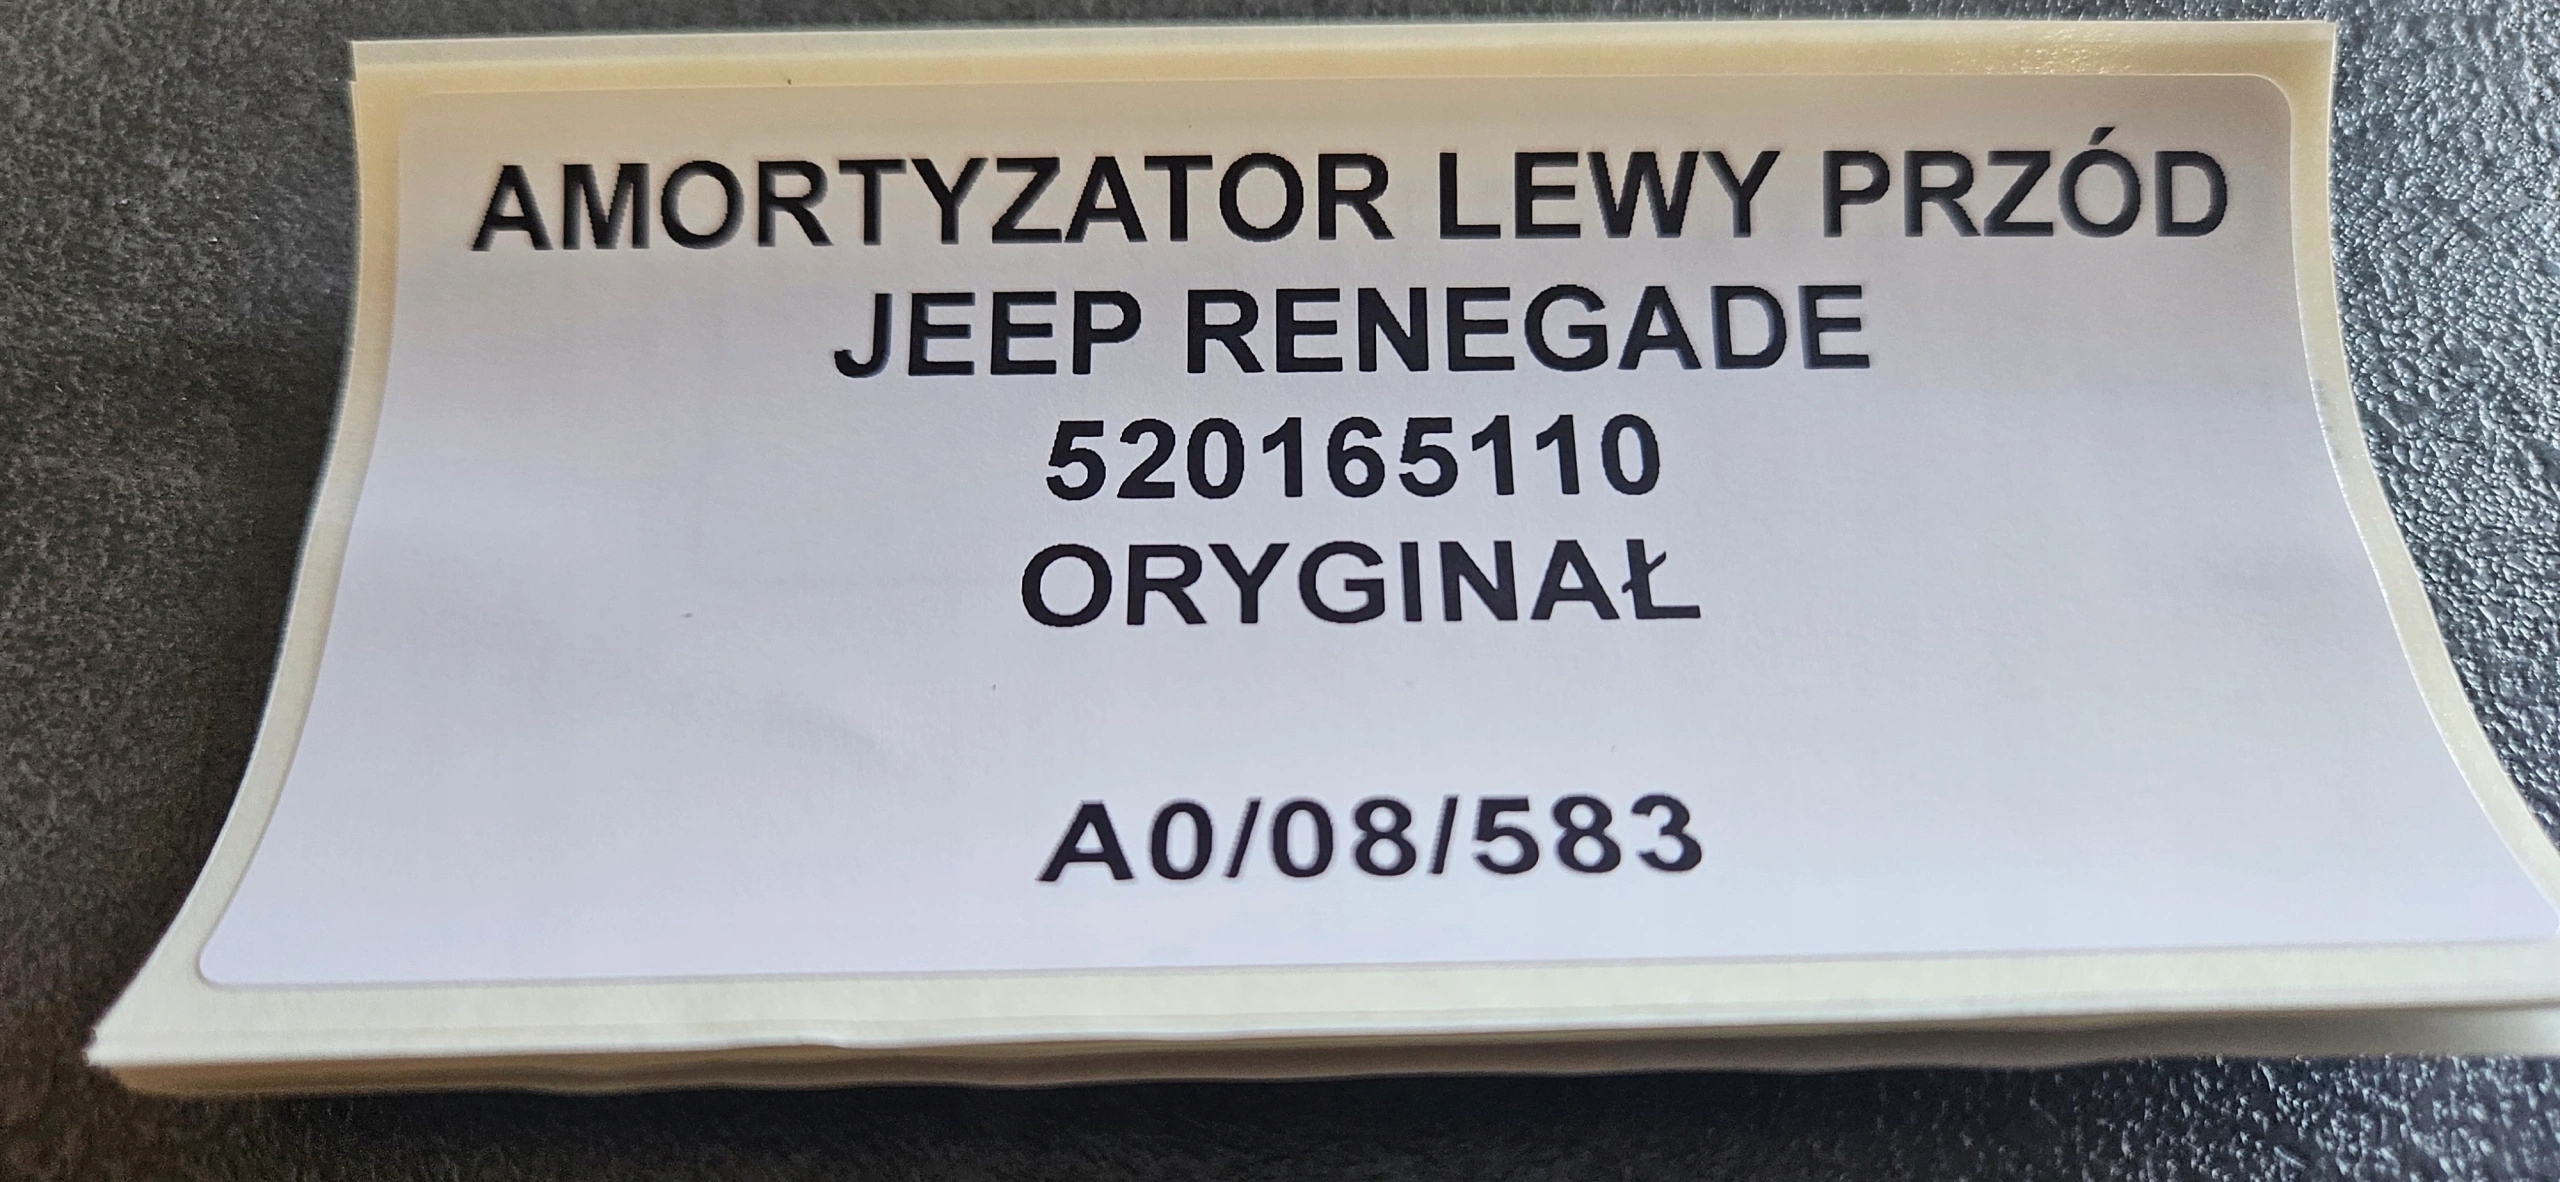 AMORTYZATOR LEWY PRZÓD
JEEP RENEGADE
520165110
ORYGINAŁ
A0/08/583